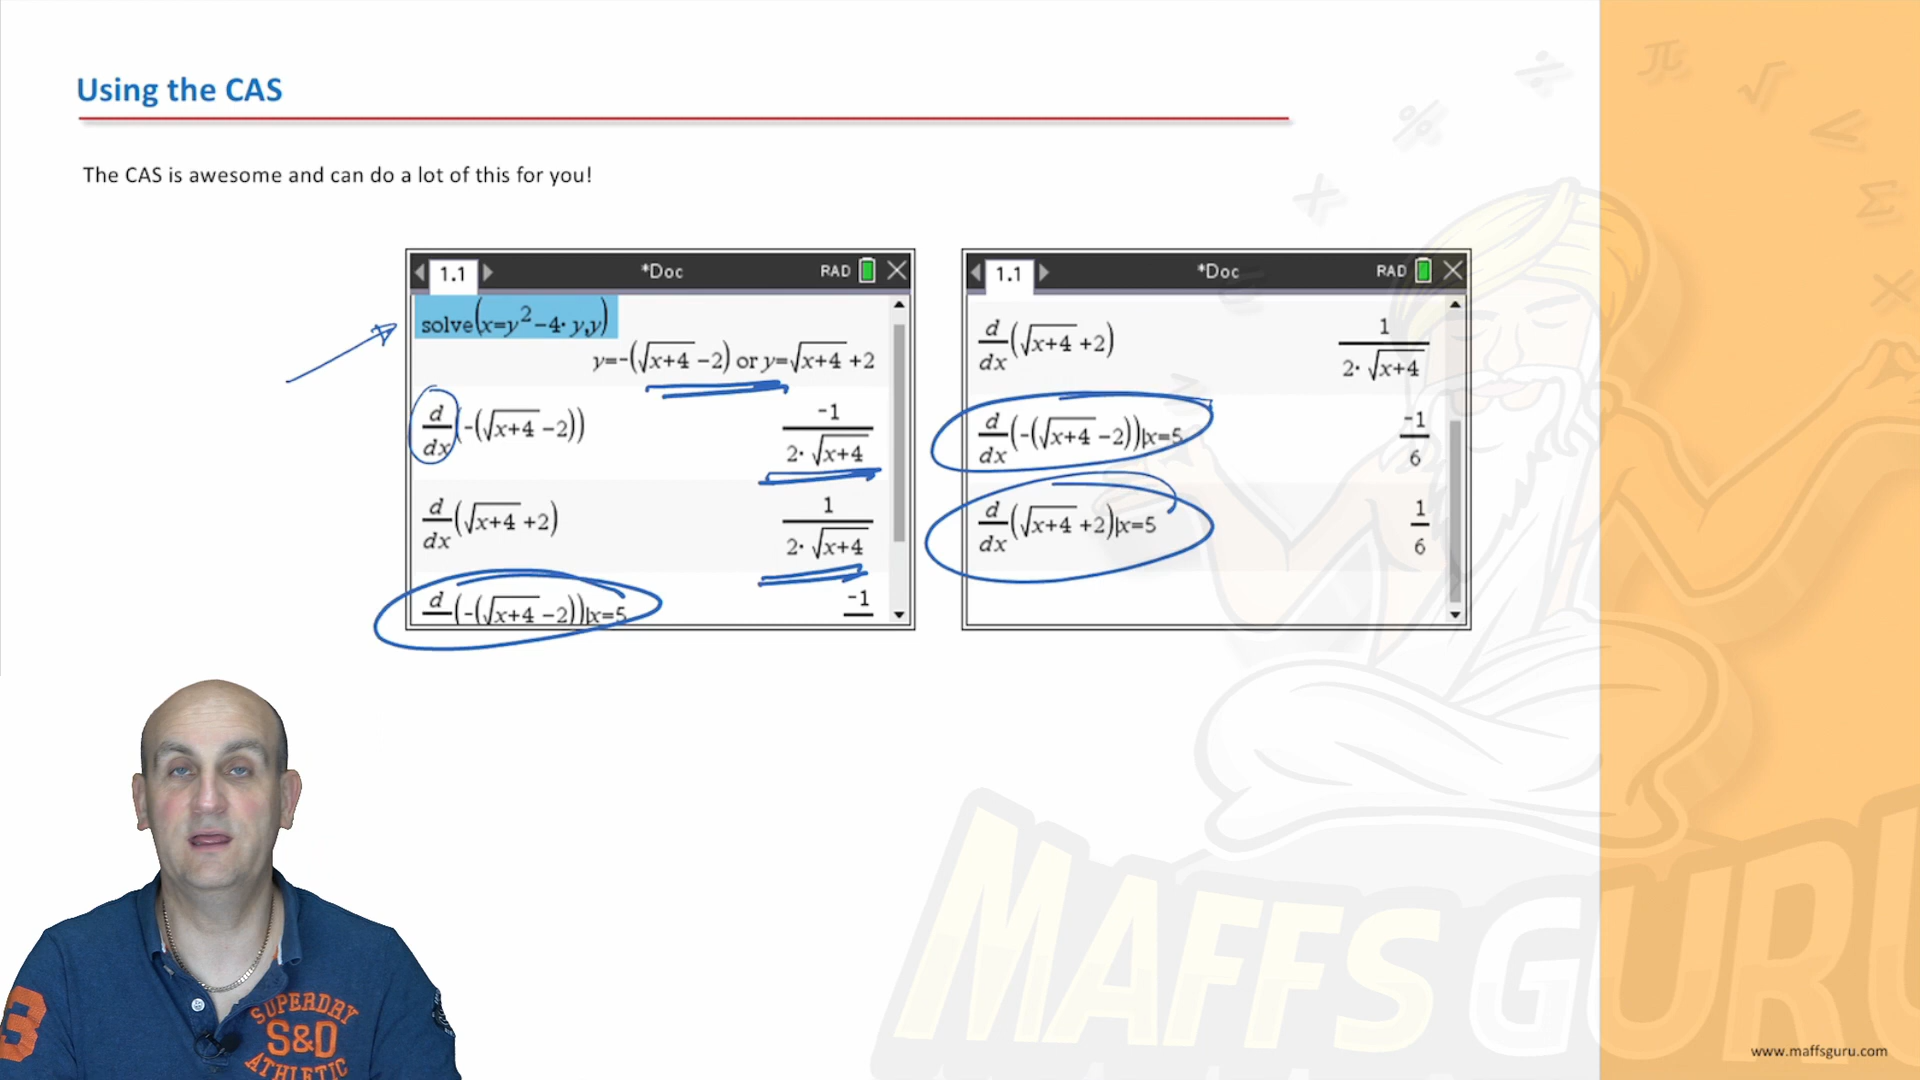 Using the CAS
The CAS is awesome and can do a lot of this for you!
1.1 *Doc RAD
solve(x=y²−4·y,y)
y=−(√x+4 −2) or y=√x+4 +2
d/dx(−(√x+4 −2)) −1/2·√x+4
d/dx(√x+4 +2) 1/2·√x+4
d(−(√x+4 −2))|x=5 −1
1.1 *Doc RAD
d/dx(√x+4 +2) 1/2·√x+4
d/dx(−(√x+4 −2))|x=5 −1/6
d/dx(√x+4 +2)|x=5 1/6
MAFFS GURU
3
SUPERDRY
S&D
ATHLETIC
www.maffsguru.com